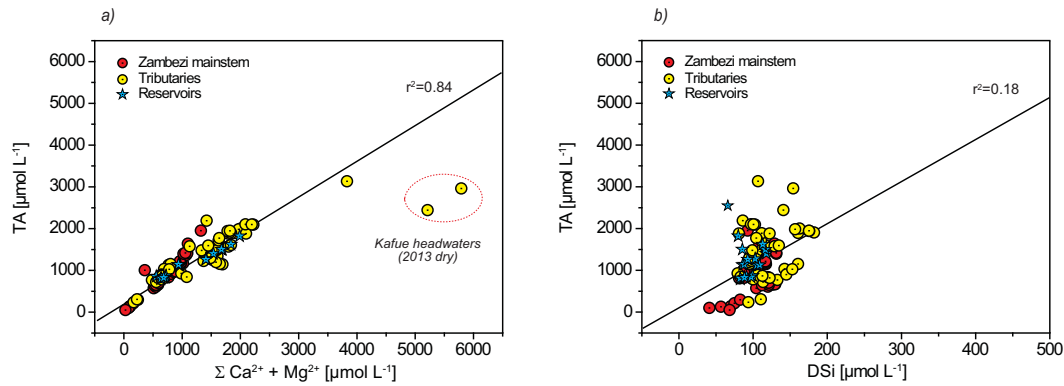 a)
Zambezi mainstem
Tributaries
Reservoirs
r²=0.84
Kafue headwaters
(2013 dry)
TA [µmol L⁻¹]
6000
5000
4000
3000
2000
1000
0
0 1000 2000 3000 4000 5000 6000
Σ Ca²⁺ + Mg²⁺ [µmol L⁻¹]
b)
Zambezi mainstem
Tributaries
Reservoirs
r²=0.18
TA [µmol L⁻¹]
6000
5000
4000
3000
2000
1000
0
0 100 200 300 400 500
DSi [µmol L⁻¹]